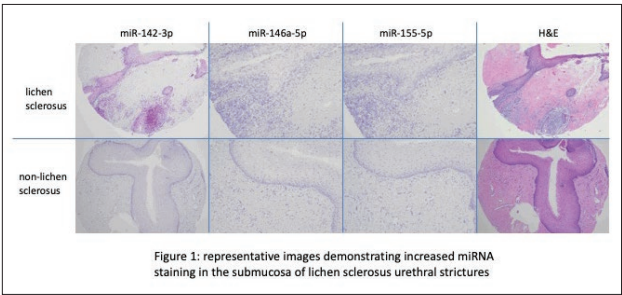 miR-142-3p miR-146a-5p miR-155-5p H&E
lichen
sclerosus
non-lichen
sclerosus
Figure 1: representative images demonstrating increased miRNA
staining in the submucosa of lichen sclerosus urethral strictures